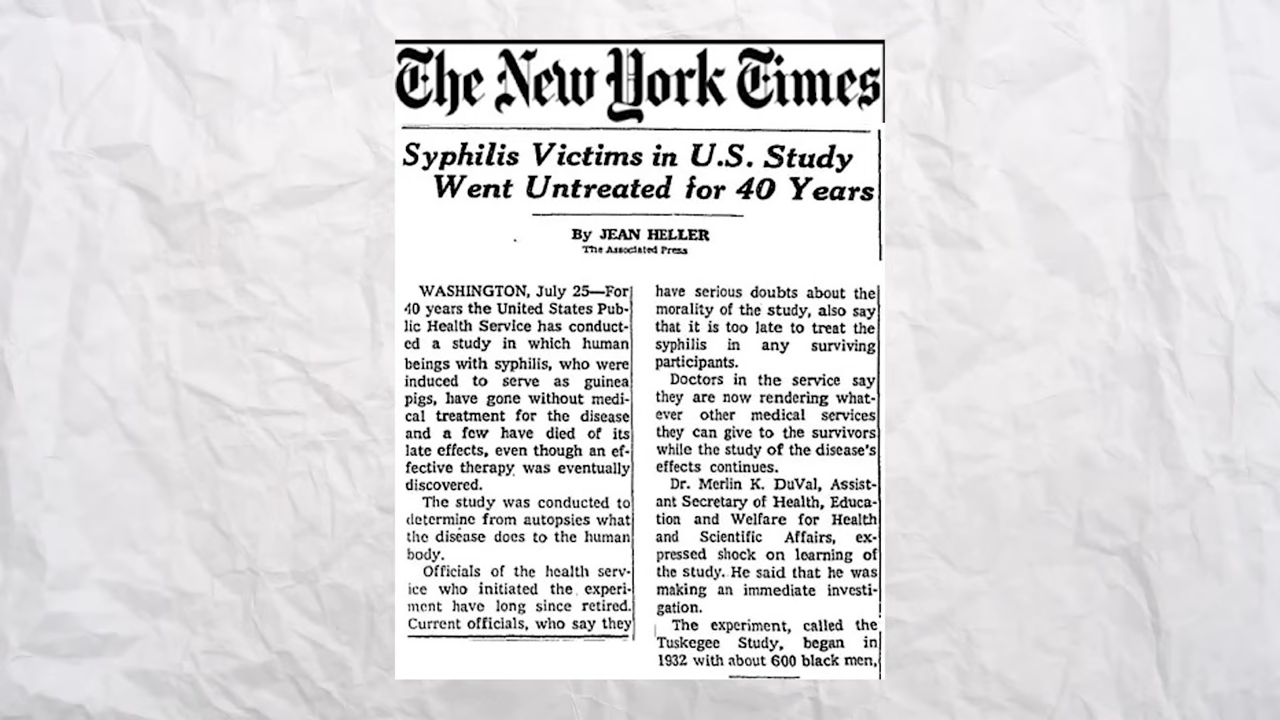 The New York Times
Syphilis Victims in U.S. Study
Went Untreated for 40 Years
By JEAN HELLER
The Associated Press
WASHINGTON, July 25—For
40 years the United States Pub-
lic Health Service has conduct-
ed a study in which human
beings with syphilis, who were
induced to serve as guinea
pigs, have gone without medi-
cal treatment for the disease
and a few have died of its
late effects, even though an ef-
fective therapy was eventually
discovered.
The study was conducted to
determine from autopsies what
the disease does to the human
body.
Officials of the health serv-
ice who initiated the experi-
ment have long since retired.
Current officials, who say they
have serious doubts about the
morality of the study, also say
that it is too late to treat the
syphilis in any surviving
participants.
Doctors in the service say
they are now rendering what-
ever other medical services
they can give to the survivors
while the study of the disease's
effects continues.
Dr. Merlin K. DuVal, Assist-
ant Secretary of Health, Educa-
tion and Welfare for Health
and Scientific Affairs, ex-
pressed shock on learning of
the study. He said that he was
making an immediate investi-
gation.
The experiment, called the
Tuskegee Study, began in
1932 with about 600 black men,